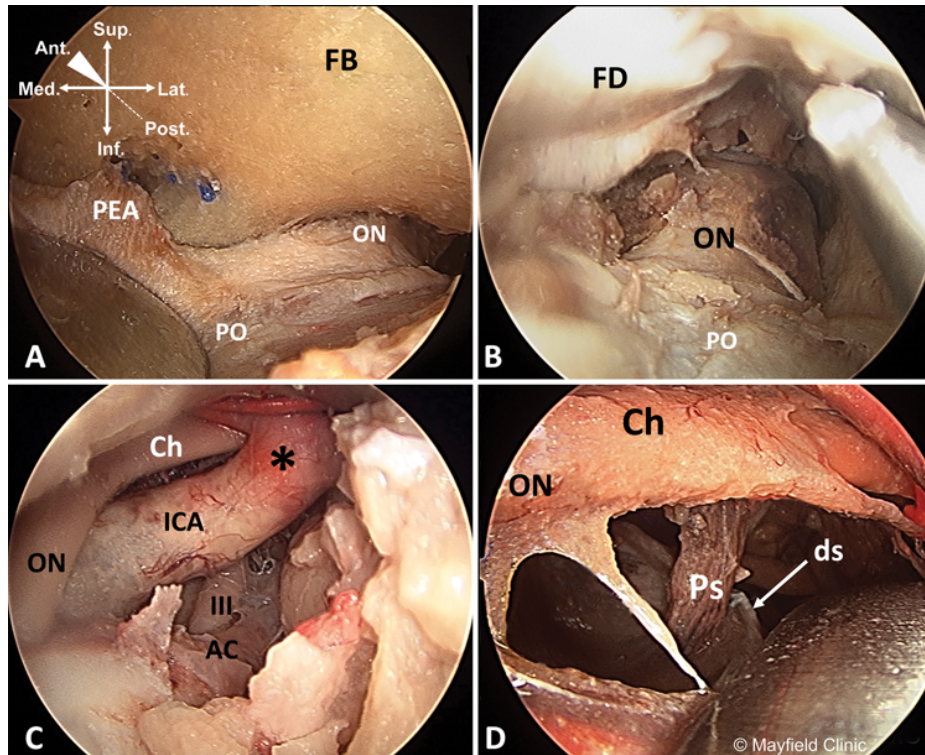 Sup.
Ant.
Med.
Lat.
Post.
Inf.
FB
PEA
ON
PO
A
FD
ON
PO
B
Ch
*
ICA
ON
III
AC
C
Ch
ON
ds
Ps
D
© Mayfield Clinic